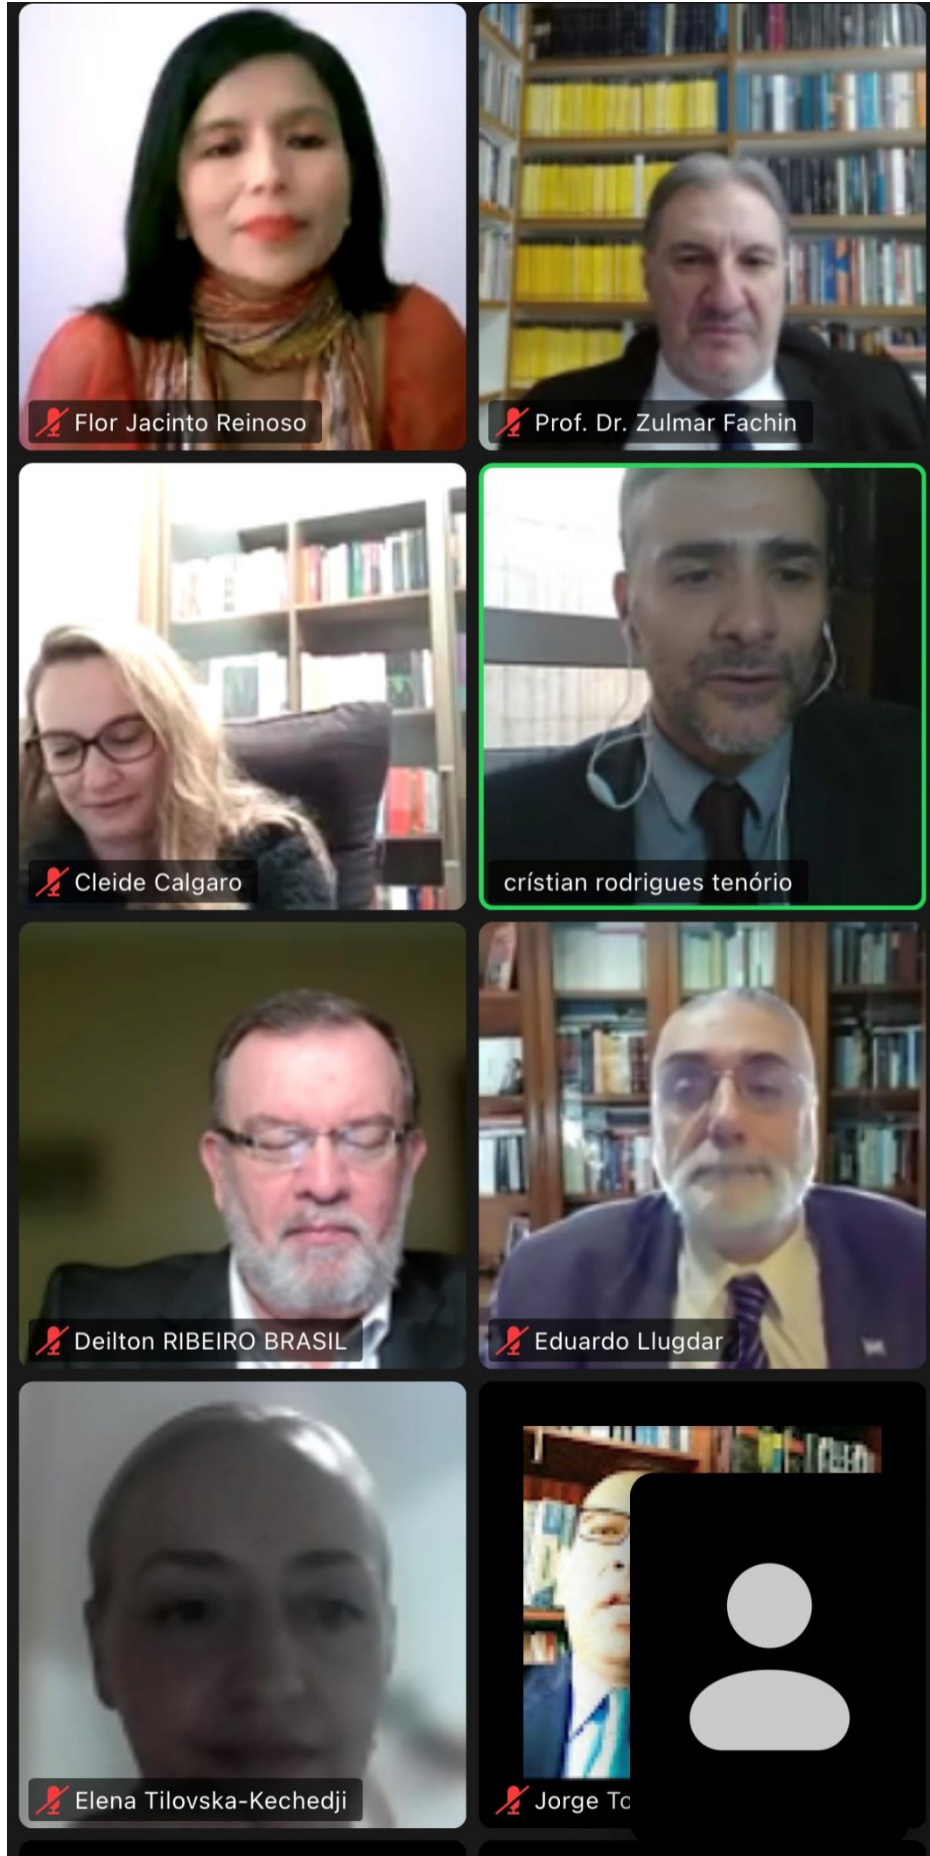 Flor Jacinto Reinoso
Prof. Dr. Zulmar Fachin
Cleide Calgaro
crístian rodrigues tenório
Deilton RIBEIRO BRASIL
Eduardo Llugdar
Elena Tilovska-Kechedji
Jorge